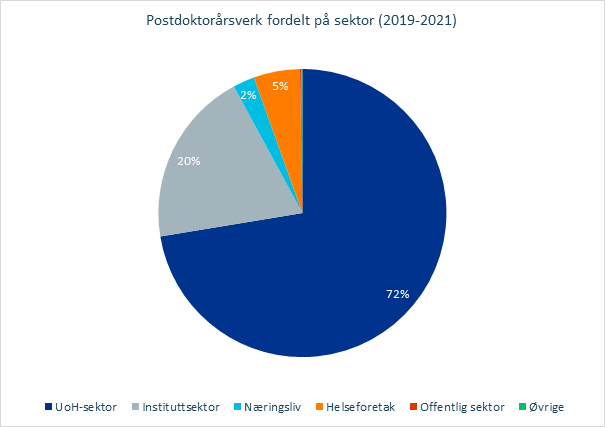 Postdoktorårsverk fordelt på sektor (2019-2021)
2%
5%
20%
72%
UoH-sektor Instituttsektor Næringsliv Helseforetak Offentlig sektor Øvrige